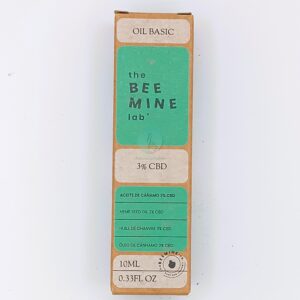 OIL BASIC
the
BEE
MINE
lab
3% CBD
ACEITE DE CÁÑAMO 3% CBD
HEMP SEED OIL 3% CBD
HUILE DE CHANVRE 3% CBD
ÓLEO DE CÂNHAMO 3% CBD
10ML
0.33FL OZ